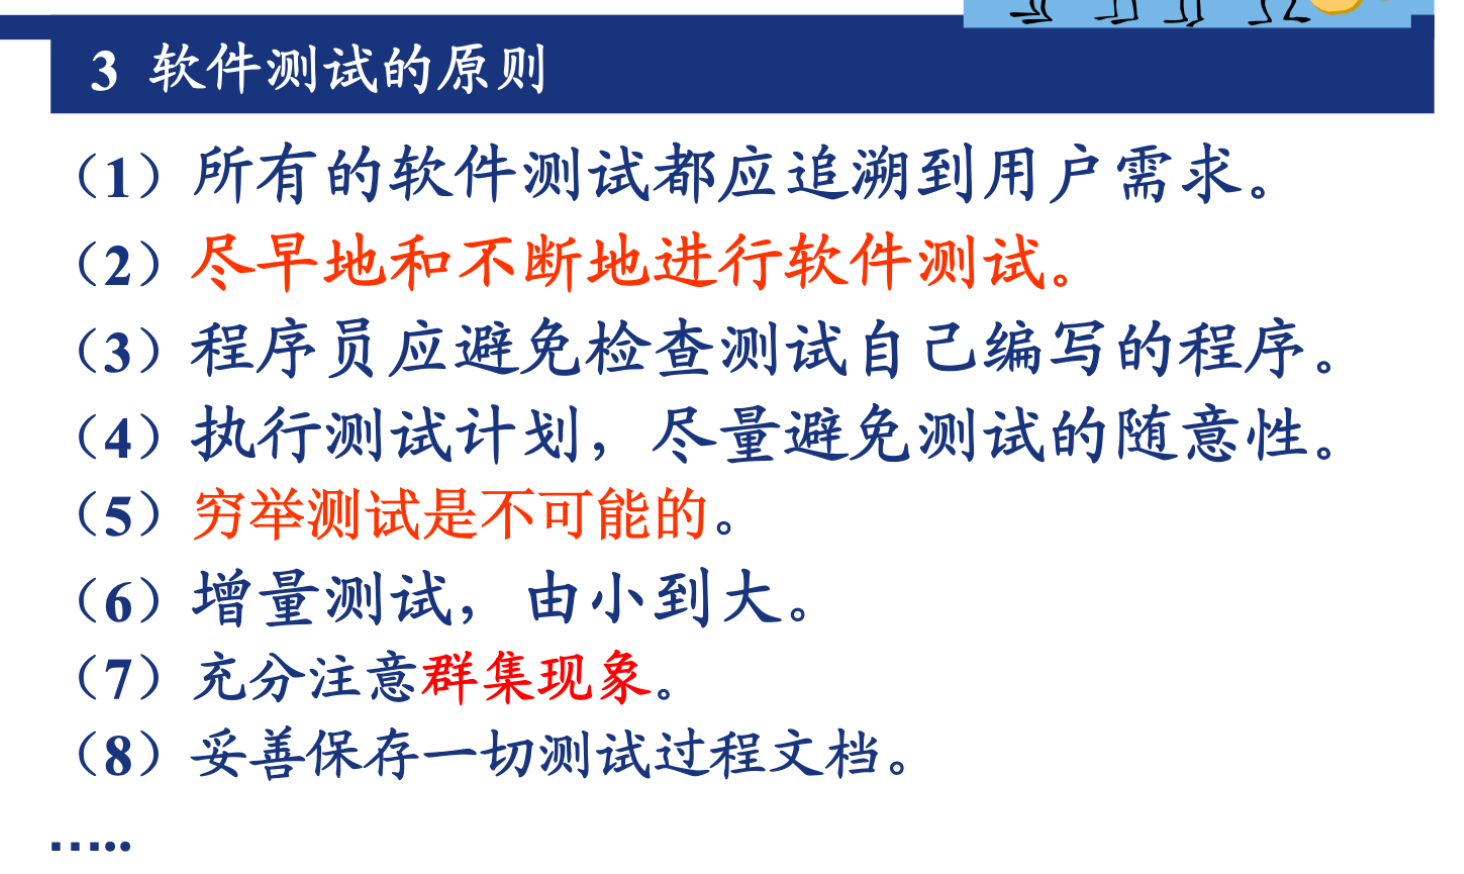 3 软件测试的原则
（1）所有的软件测试都应追溯到用户需求。
（2）尽早地和不断地进行软件测试。
（3）程序员应避免检查测试自己编写的程序。
（4）执行测试计划，尽量避免测试的随意性。
（5）穷举测试是不可能的。
（6）增量测试，由小到大。
（7）充分注意群集现象。
（8）妥善保存一切测试过程文档。
…..